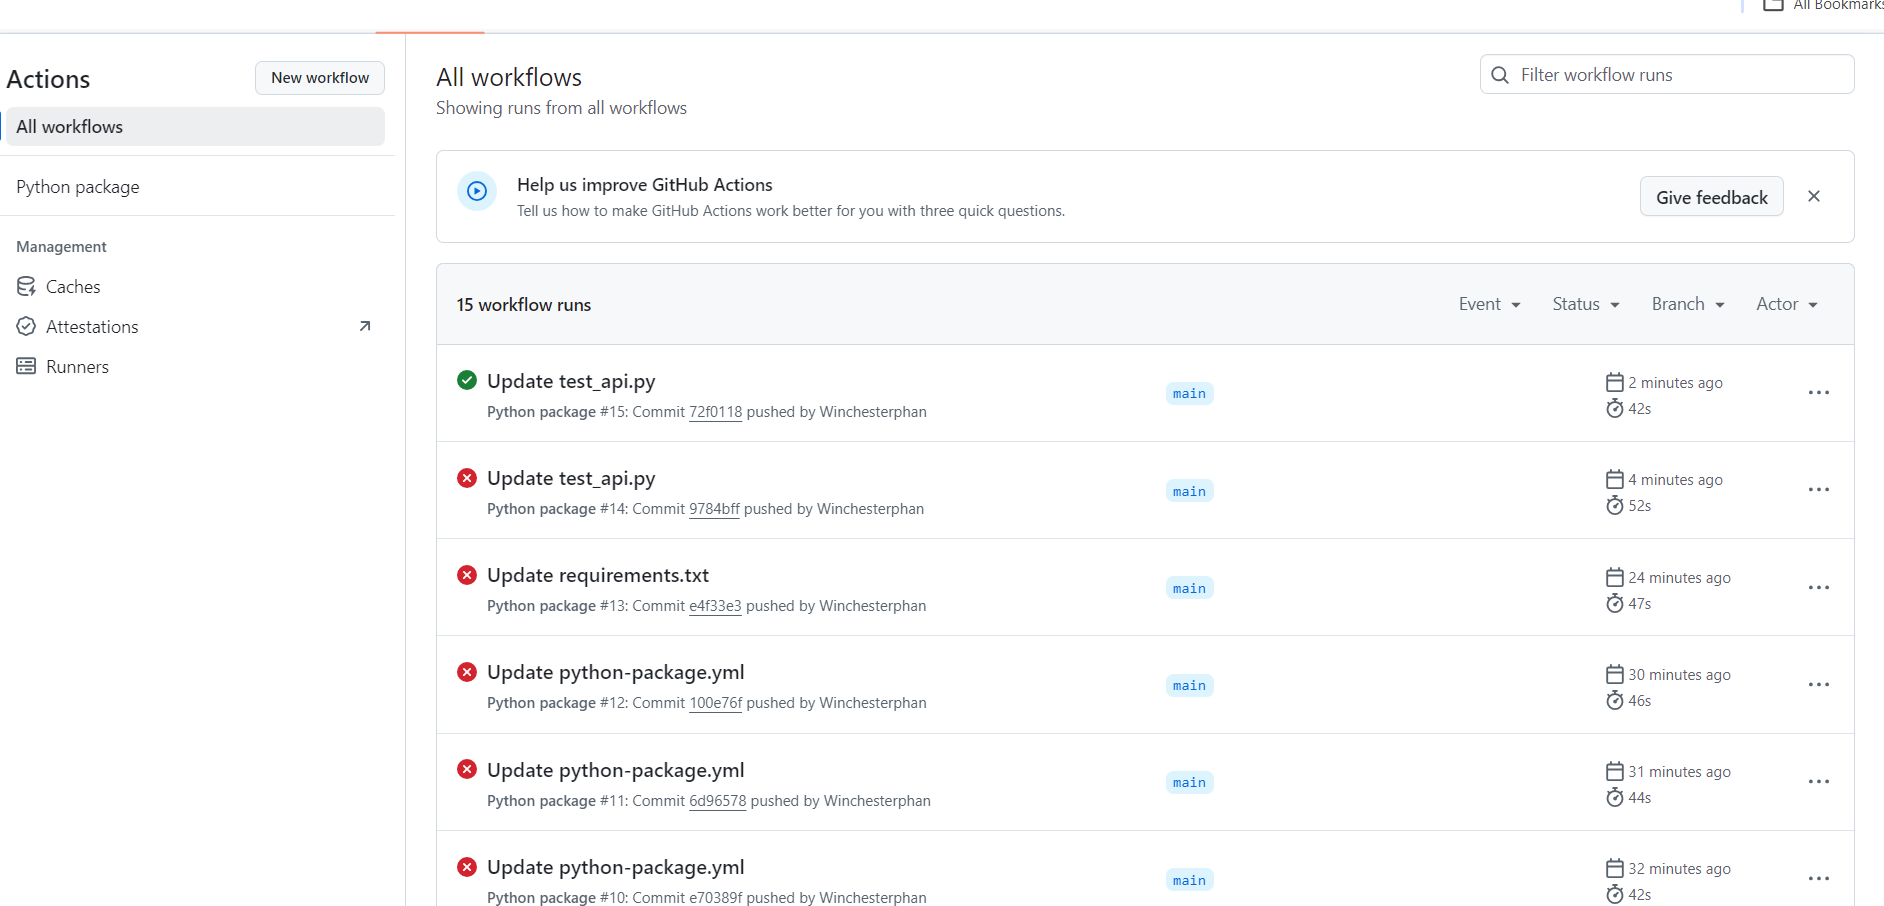 All Bookmarks
Actions
New workflow
All workflows
Python package
Management
Caches
Attestations
Runners
All workflows
Showing runs from all workflows
Filter workflow runs
Help us improve GitHub Actions
Tell us how to make GitHub Actions work better for you with three quick questions.
Give feedback
15 workflow runs
Event
Status
Branch
Actor
Update test_api.py
Python package #15: Commit 72f0118 pushed by Winchesterphan
main
2 minutes ago
42s
Update test_api.py
Python package #14: Commit 9784bff pushed by Winchesterphan
main
4 minutes ago
52s
Update requirements.txt
Python package #13: Commit e4f33e3 pushed by Winchesterphan
main
24 minutes ago
47s
Update python-package.yml
Python package #12: Commit 100e76f pushed by Winchesterphan
main
30 minutes ago
46s
Update python-package.yml
Python package #11: Commit 6d96578 pushed by Winchesterphan
main
31 minutes ago
44s
Update python-package.yml
Python package #10: Commit e70389f pushed by Winchesterphan
main
32 minutes ago
42s